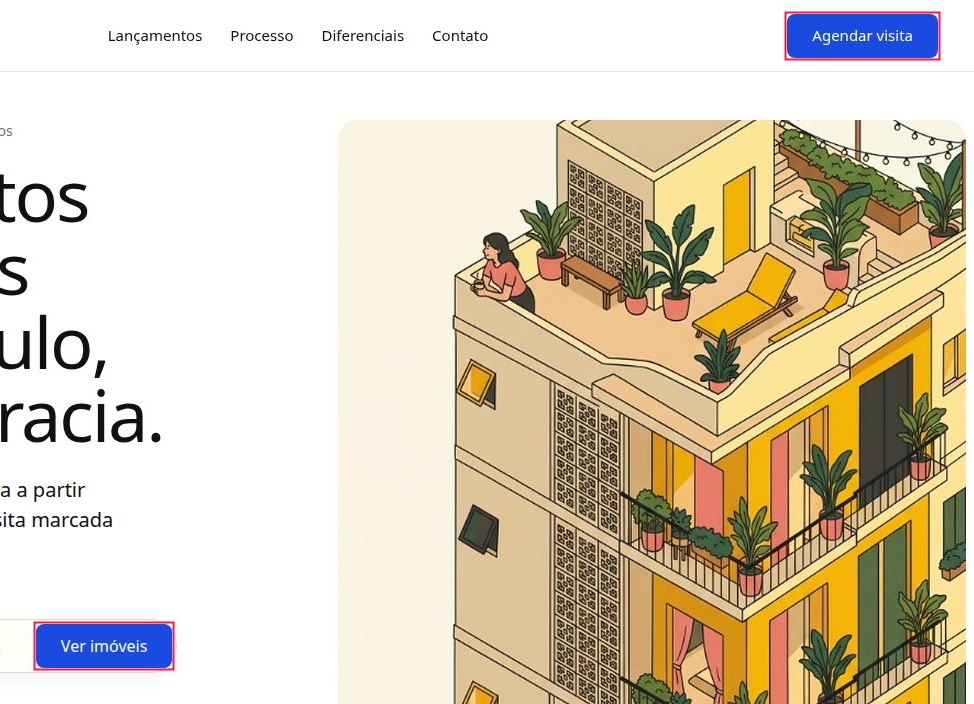 Lançamentos Processo Diferenciais Contato Agendar visita
os
tos
s
ulo,
racia.
a a partir
sita marcada
Ver imóveis